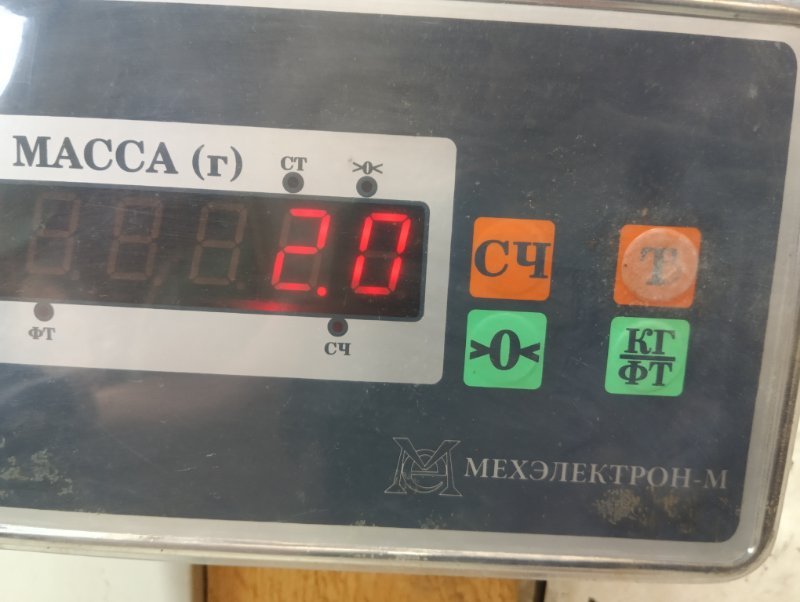 МАССА (г)
СТ
>0<
2.0
ФТ
СЧ
СЧ
Т
>0<
КГ
ФТ
МЕХЭЛЕКТРОН-М